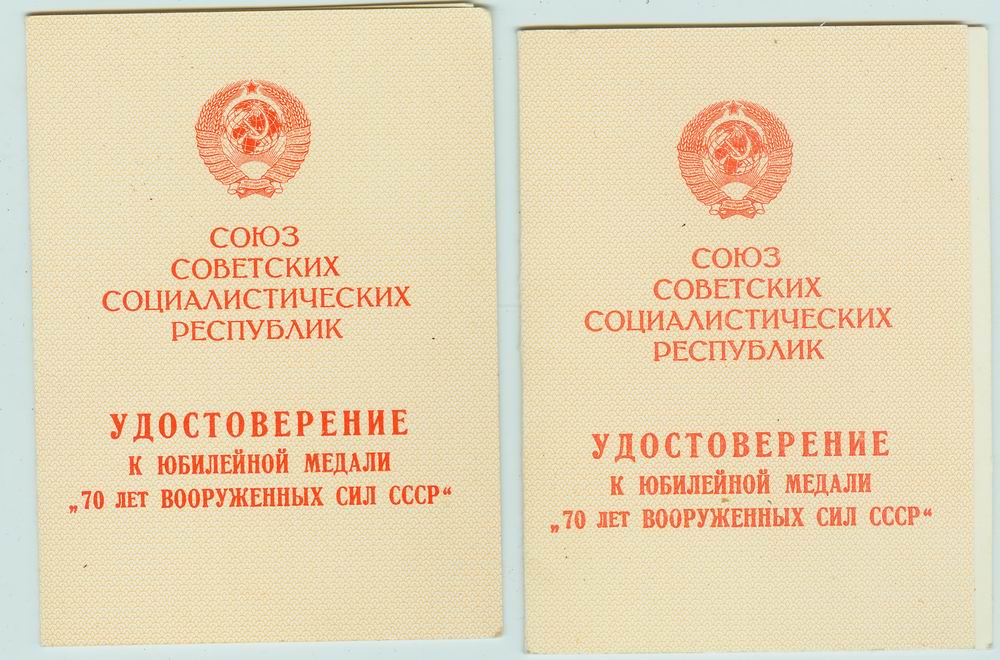 СОЮЗ
СОВЕТСКИХ
СОЦИАЛИСТИЧЕСКИХ
РЕСПУБЛИК
УДОСТОВЕРЕНИЕ
К ЮБИЛЕЙНОЙ МЕДАЛИ
„70 лет ВООРУЖЕННЫХ СИЛ СССР“
СОЮЗ
СОВЕТСКИХ
СОЦИАЛИСТИЧЕСКИХ
РЕСПУБЛИК
УДОСТОВЕРЕНИЕ
К ЮБИЛЕЙНОЙ МЕДАЛИ
„70 лет ВООРУЖЕННЫХ СИЛ СССР“